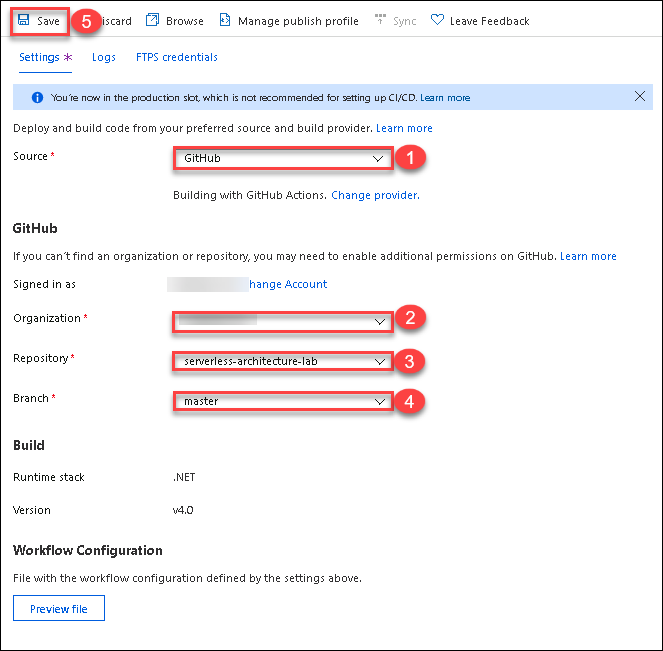 Save 5 iscard Browse Manage publish profile Sync Leave Feedback
Settings * Logs FTPS credentials
You're now in the production slot, which is not recommended for setting up CI/CD. Learn more
Deploy and build code from your preferred source and build provider. Learn more
Source * GitHub 1
Building with GitHub Actions. Change provider.
GitHub
If you can't find an organization or repository, you may need to enable additional permissions on GitHub. Learn more
Signed in as hange Account
Organization * 2
Repository * serverless-architecture-lab 3
Branch * master 4
Build
Runtime stack .NET
Version v4.0
Workflow Configuration
File with the workflow configuration defined by the settings above.
Preview file